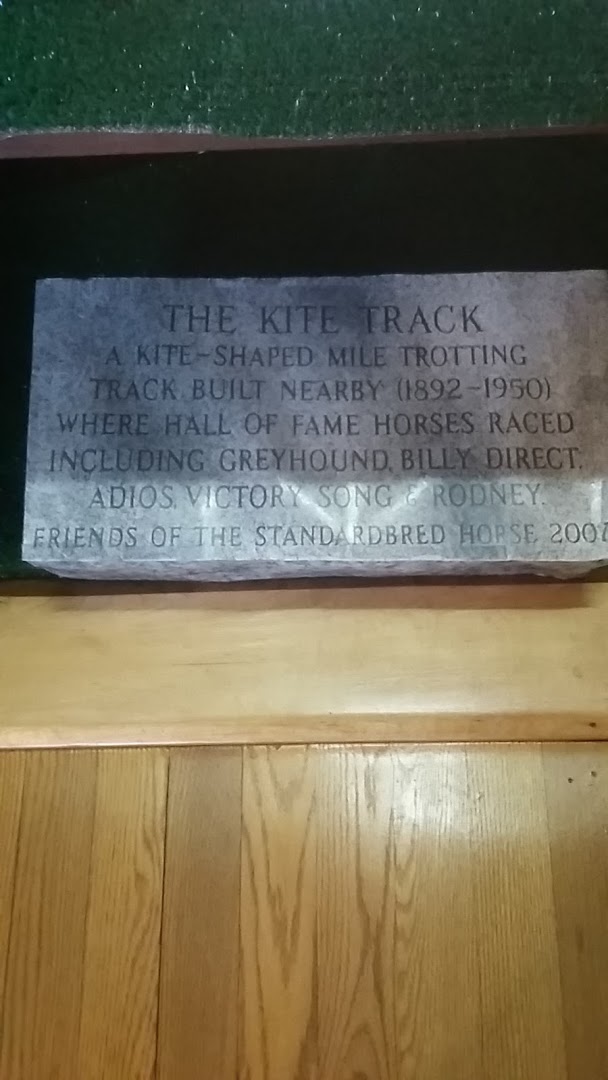 THE KITE TRACK
A KITE-SHAPED MILE TROTTING
TRACK BUILT NEARBY (1892-1950)
WHERE HALL OF FAME HORSES RACED
INCLUDING GREYHOUND, BILLY DIRECT,
ADIOS, VICTORY SONG & RODNEY.
FRIENDS OF THE STANDARDBRED HORSE